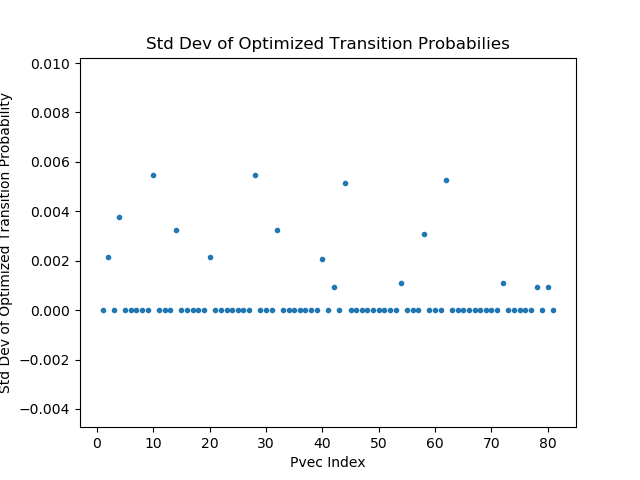 Std Dev of Optimized Transition Probabilies
Std Dev of Optimized Transition Probability
0.010
0.008
0.006
0.004
0.002
0.000
−0.002
−0.004
0 10 20 30 40 50 60 70 80
Pvec Index